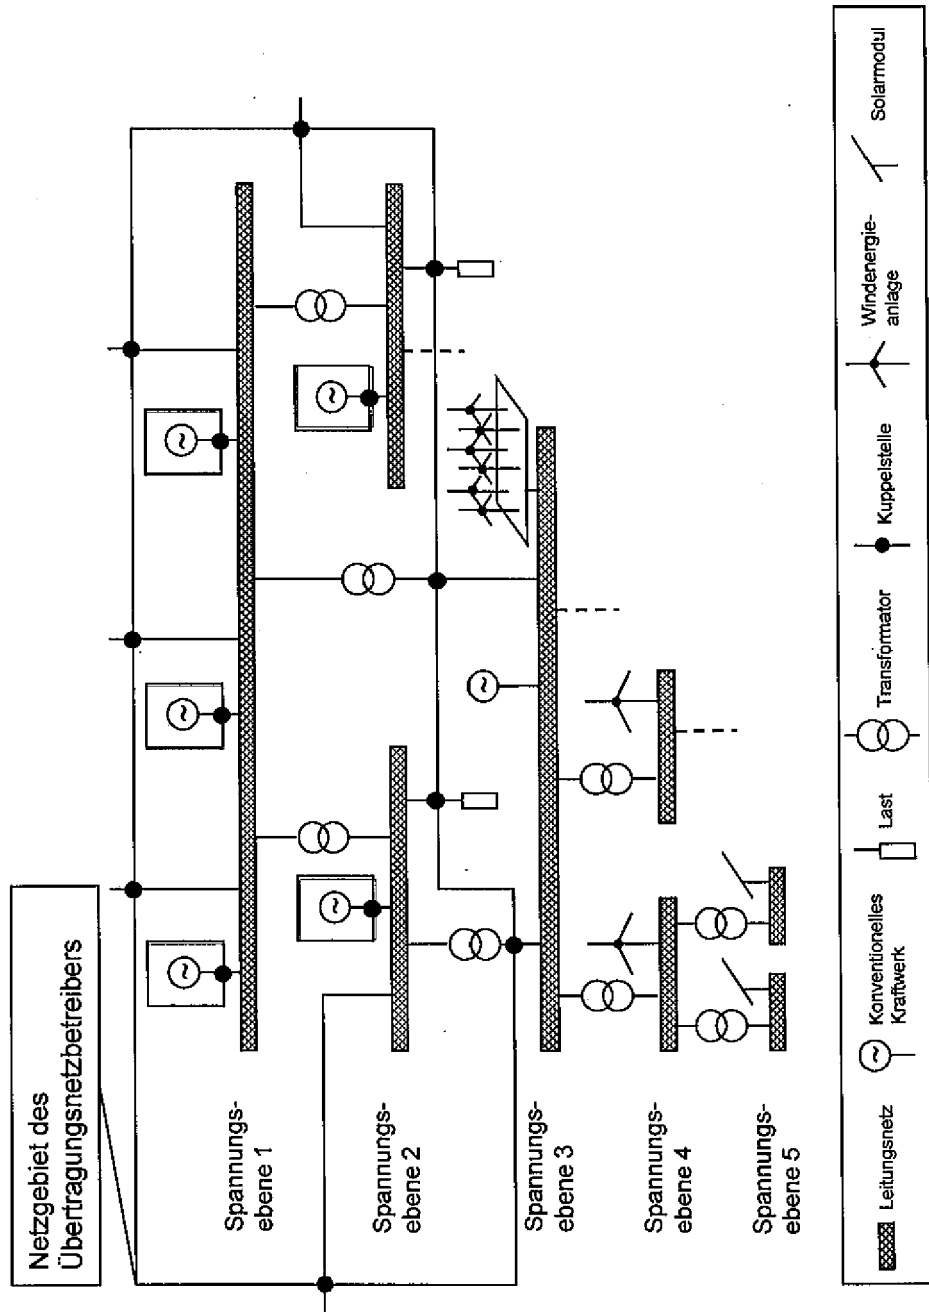 Netzgebiet des
Übertragungsnetzbetreibers
Spannungs-
ebene 1
Spannungs-
ebene 2
Spannungs-
ebene 3
Spannungs-
ebene 4
Spannungs-
ebene 5
~
~
~
~
~
~
Leitungsnetz
~
Konventionelles
Kraftwerk
Last
Transformator
Kuppelstelle
Windenergie-
anlage
Solarmodul